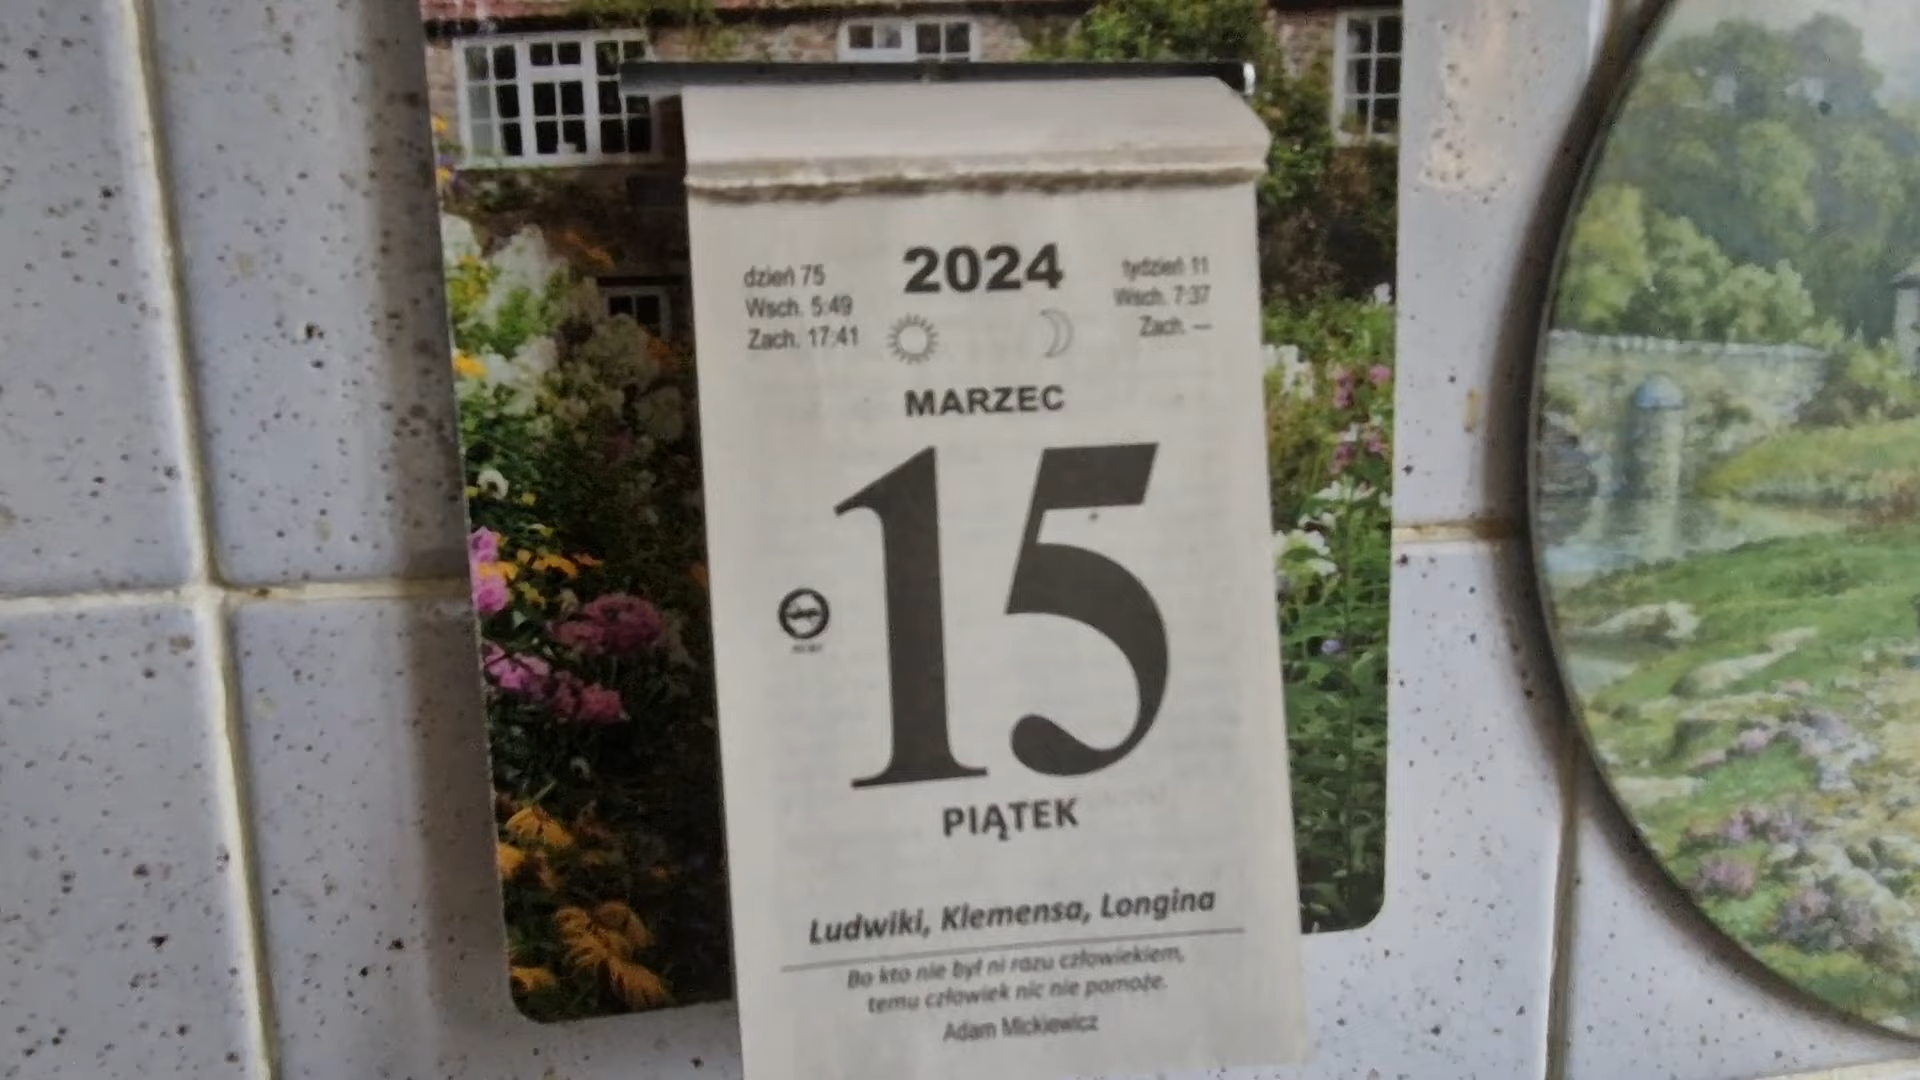 2024
dzień 75
Wsch. 5:49
Zach. 17:41
tydzień 11
Wsch. 7:37
Zach. —
MARZEC
15
PIĄTEK
Ludwiki, Klemensa, Longina
Bo kto nie był ni razu człowiekiem,
temu człowiek nic nie pomoże.
Adam Mickiewicz